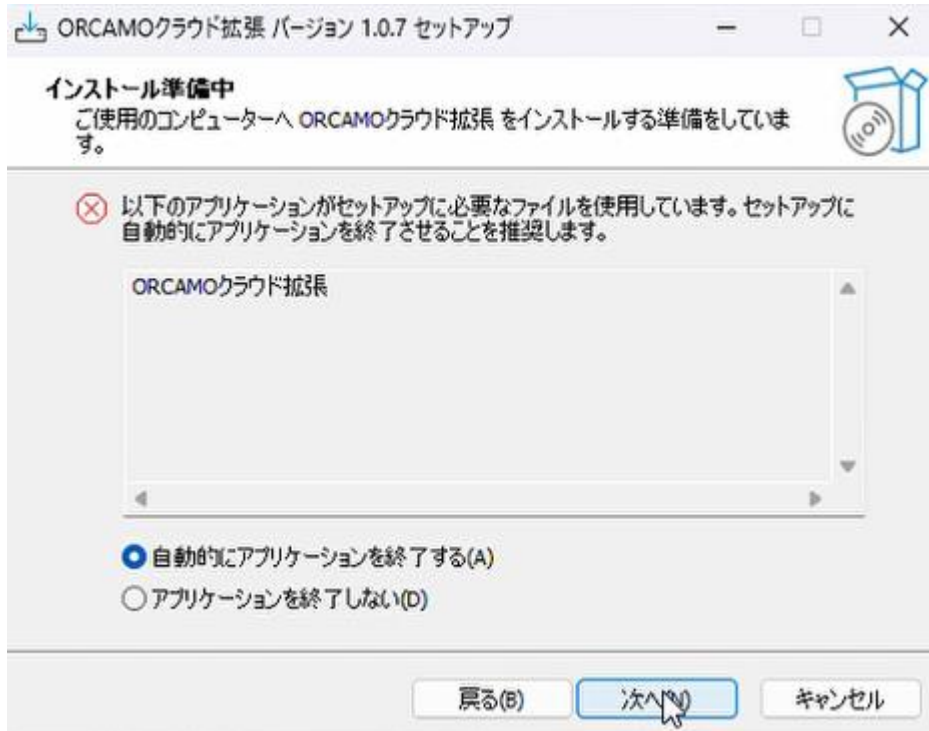 ORCAMOクラウド拡張 バージョン 1.0.7 セットアップ
インストール準備中
ご使用のコンピューターへ ORCAMOクラウド拡張 をインストールする準備をしていま
す。
以下のアプリケーションがセットアップに必要なファイルを使用しています。セットアップに
自動的にアプリケーションを終了させることを推奨します。
ORCAMOクラウド拡張
自動的にアプリケーションを終了する(A)
アプリケーションを終了しない(D)
戻る(B)
次へ(N)
キャンセル